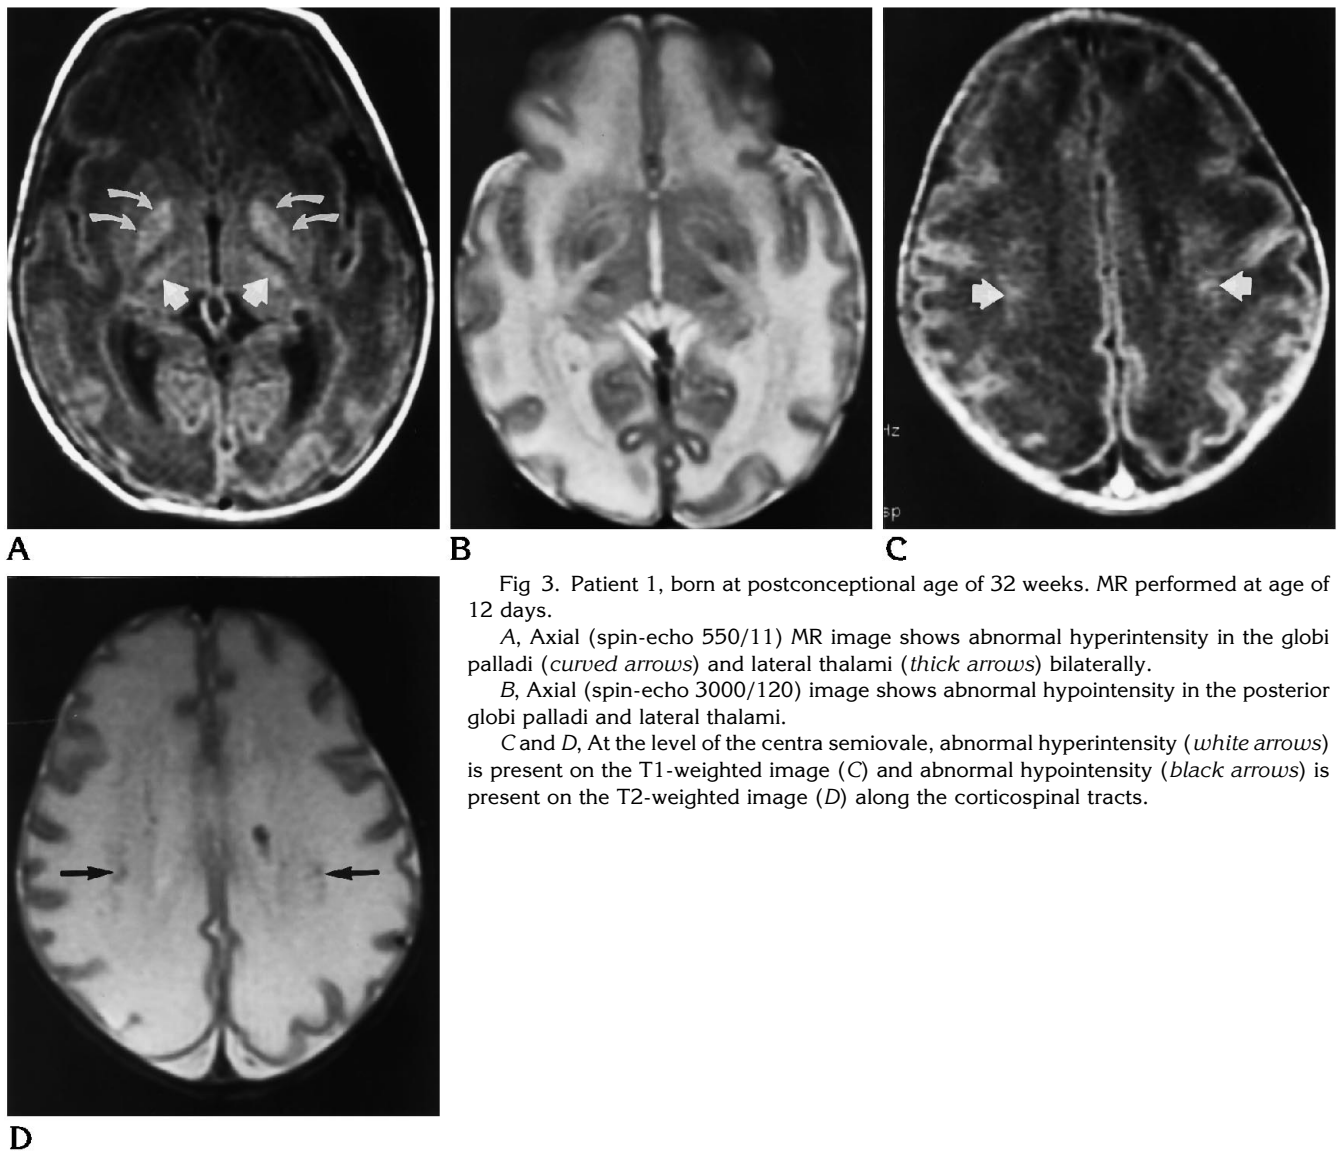 Hz
sp
A
B
C
Fig 3. Patient 1, born at postconceptional age of 32 weeks. MR performed at age of
12 days.
A, Axial (spin-echo 550/11) MR image shows abnormal hyperintensity in the globi
palladi (curved arrows) and lateral thalami (thick arrows) bilaterally.
B, Axial (spin-echo 3000/120) image shows abnormal hypointensity in the posterior
globi palladi and lateral thalami.
C and D, At the level of the centra semiovale, abnormal hyperintensity (white arrows)
is present on the T1-weighted image (C) and abnormal hypointensity (black arrows) is
present on the T2-weighted image (D) along the corticospinal tracts.
D